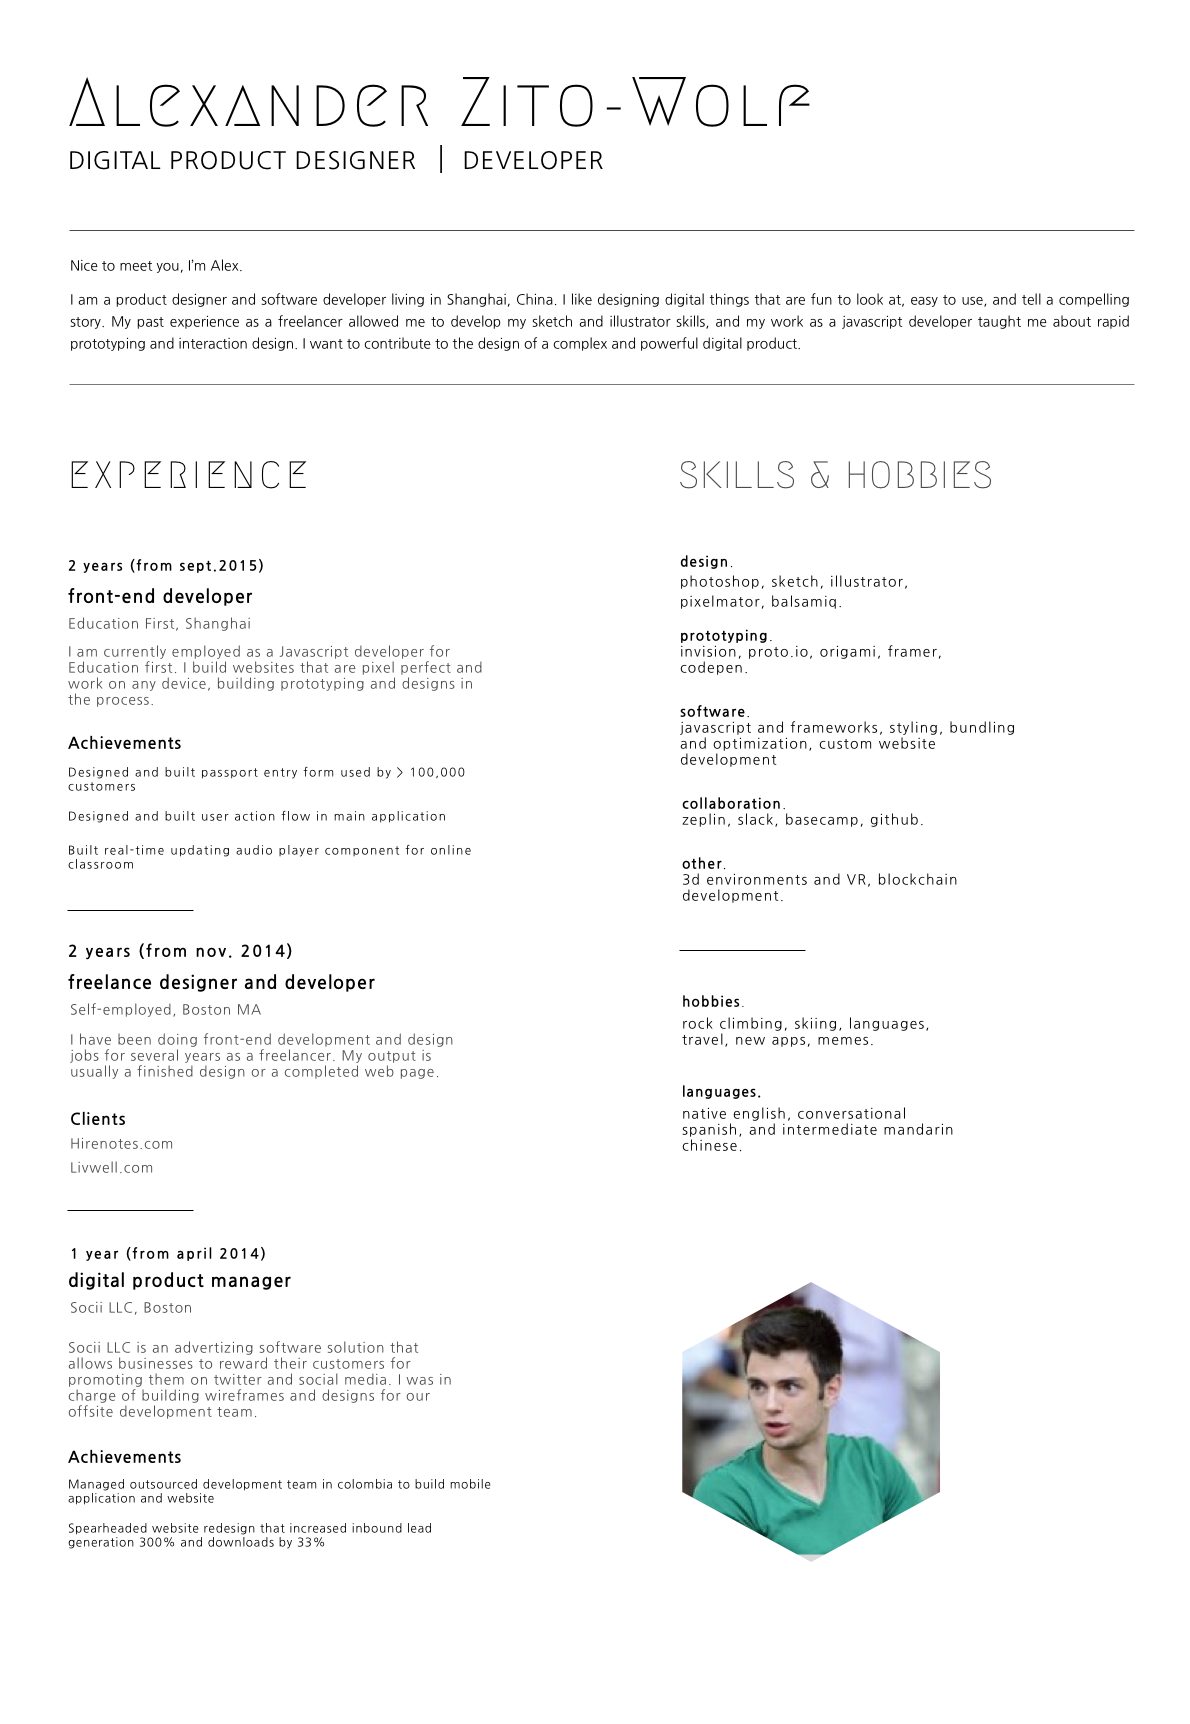 Alexander Zito-Wolf
DIGITAL PRODUCT DESIGNER | DEVELOPER
Nice to meet you, I'm Alex.
I am a product designer and software developer living in Shanghai, China. I like designing digital things that are fun to look at, easy to use, and tell a compelling
story. My past experience as a freelancer allowed me to develop my sketch and illustrator skills, and my work as a javascript developer taught me about rapid
prototyping and interaction design. I want to contribute to the design of a complex and powerful digital product.
EXPERIENCE
2 years (from sept.2015)
front-end developer
Education First, Shanghai
I am currently employed as a Javascript developer for
Education first. I build websites that are pixel perfect and
work on any device, building prototyping and designs in
the process.
Achievements
Designed and built passport entry form used by > 100,000
customers
Designed and built user action flow in main application
Built real-time updating audio player component for online
classroom
2 years (from nov. 2014)
freelance designer and developer
Self-employed, Boston MA
I have been doing front-end development and design
jobs for several years as a freelancer. My output is
usually a finished design or a completed web page.
Clients
Hirenotes.com
Livwell.com
1 year (from april 2014)
digital product manager
Socii LLC, Boston
Socii LLC is an advertizing software solution that
allows businesses to reward their customers for
promoting them on twitter and social media. I was in
charge of building wireframes and designs for our
offsite development team.
Achievements
Managed outsourced development team in colombia to build mobile
application and website
Spearheaded website redesign that increased inbound lead
generation 300% and downloads by 33%
SKILLS & HOBBIES
design.
photoshop, sketch, illustrator,
pixelmator, balsamiq.
prototyping.
invision, proto.io, origami, framer,
codepen.
software.
javascript and frameworks, styling, bundling
and optimization, custom website
development
collaboration.
zeplin, slack, basecamp, github.
other.
3d environments and VR, blockchain
development.
hobbies.
rock climbing, skiing, languages,
travel, new apps, memes.
languages.
native english, conversational
spanish, and intermediate mandarin
chinese.